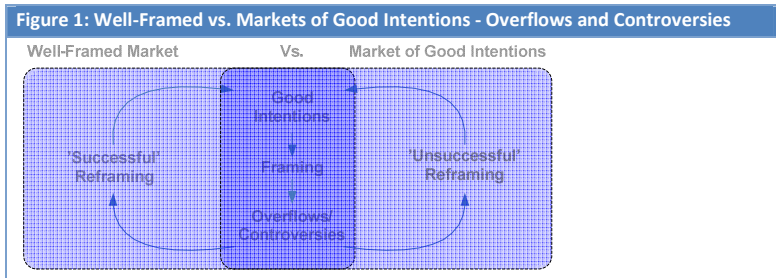 Figure 1: Well-Framed vs. Markets of Good Intentions - Overflows and Controversies
Well-Framed Market Vs. Market of Good Intentions
Good
Intentions
'Successful'
Reframing
Framing
'Unsuccessful'
Reframing
Overflows/
Controversies